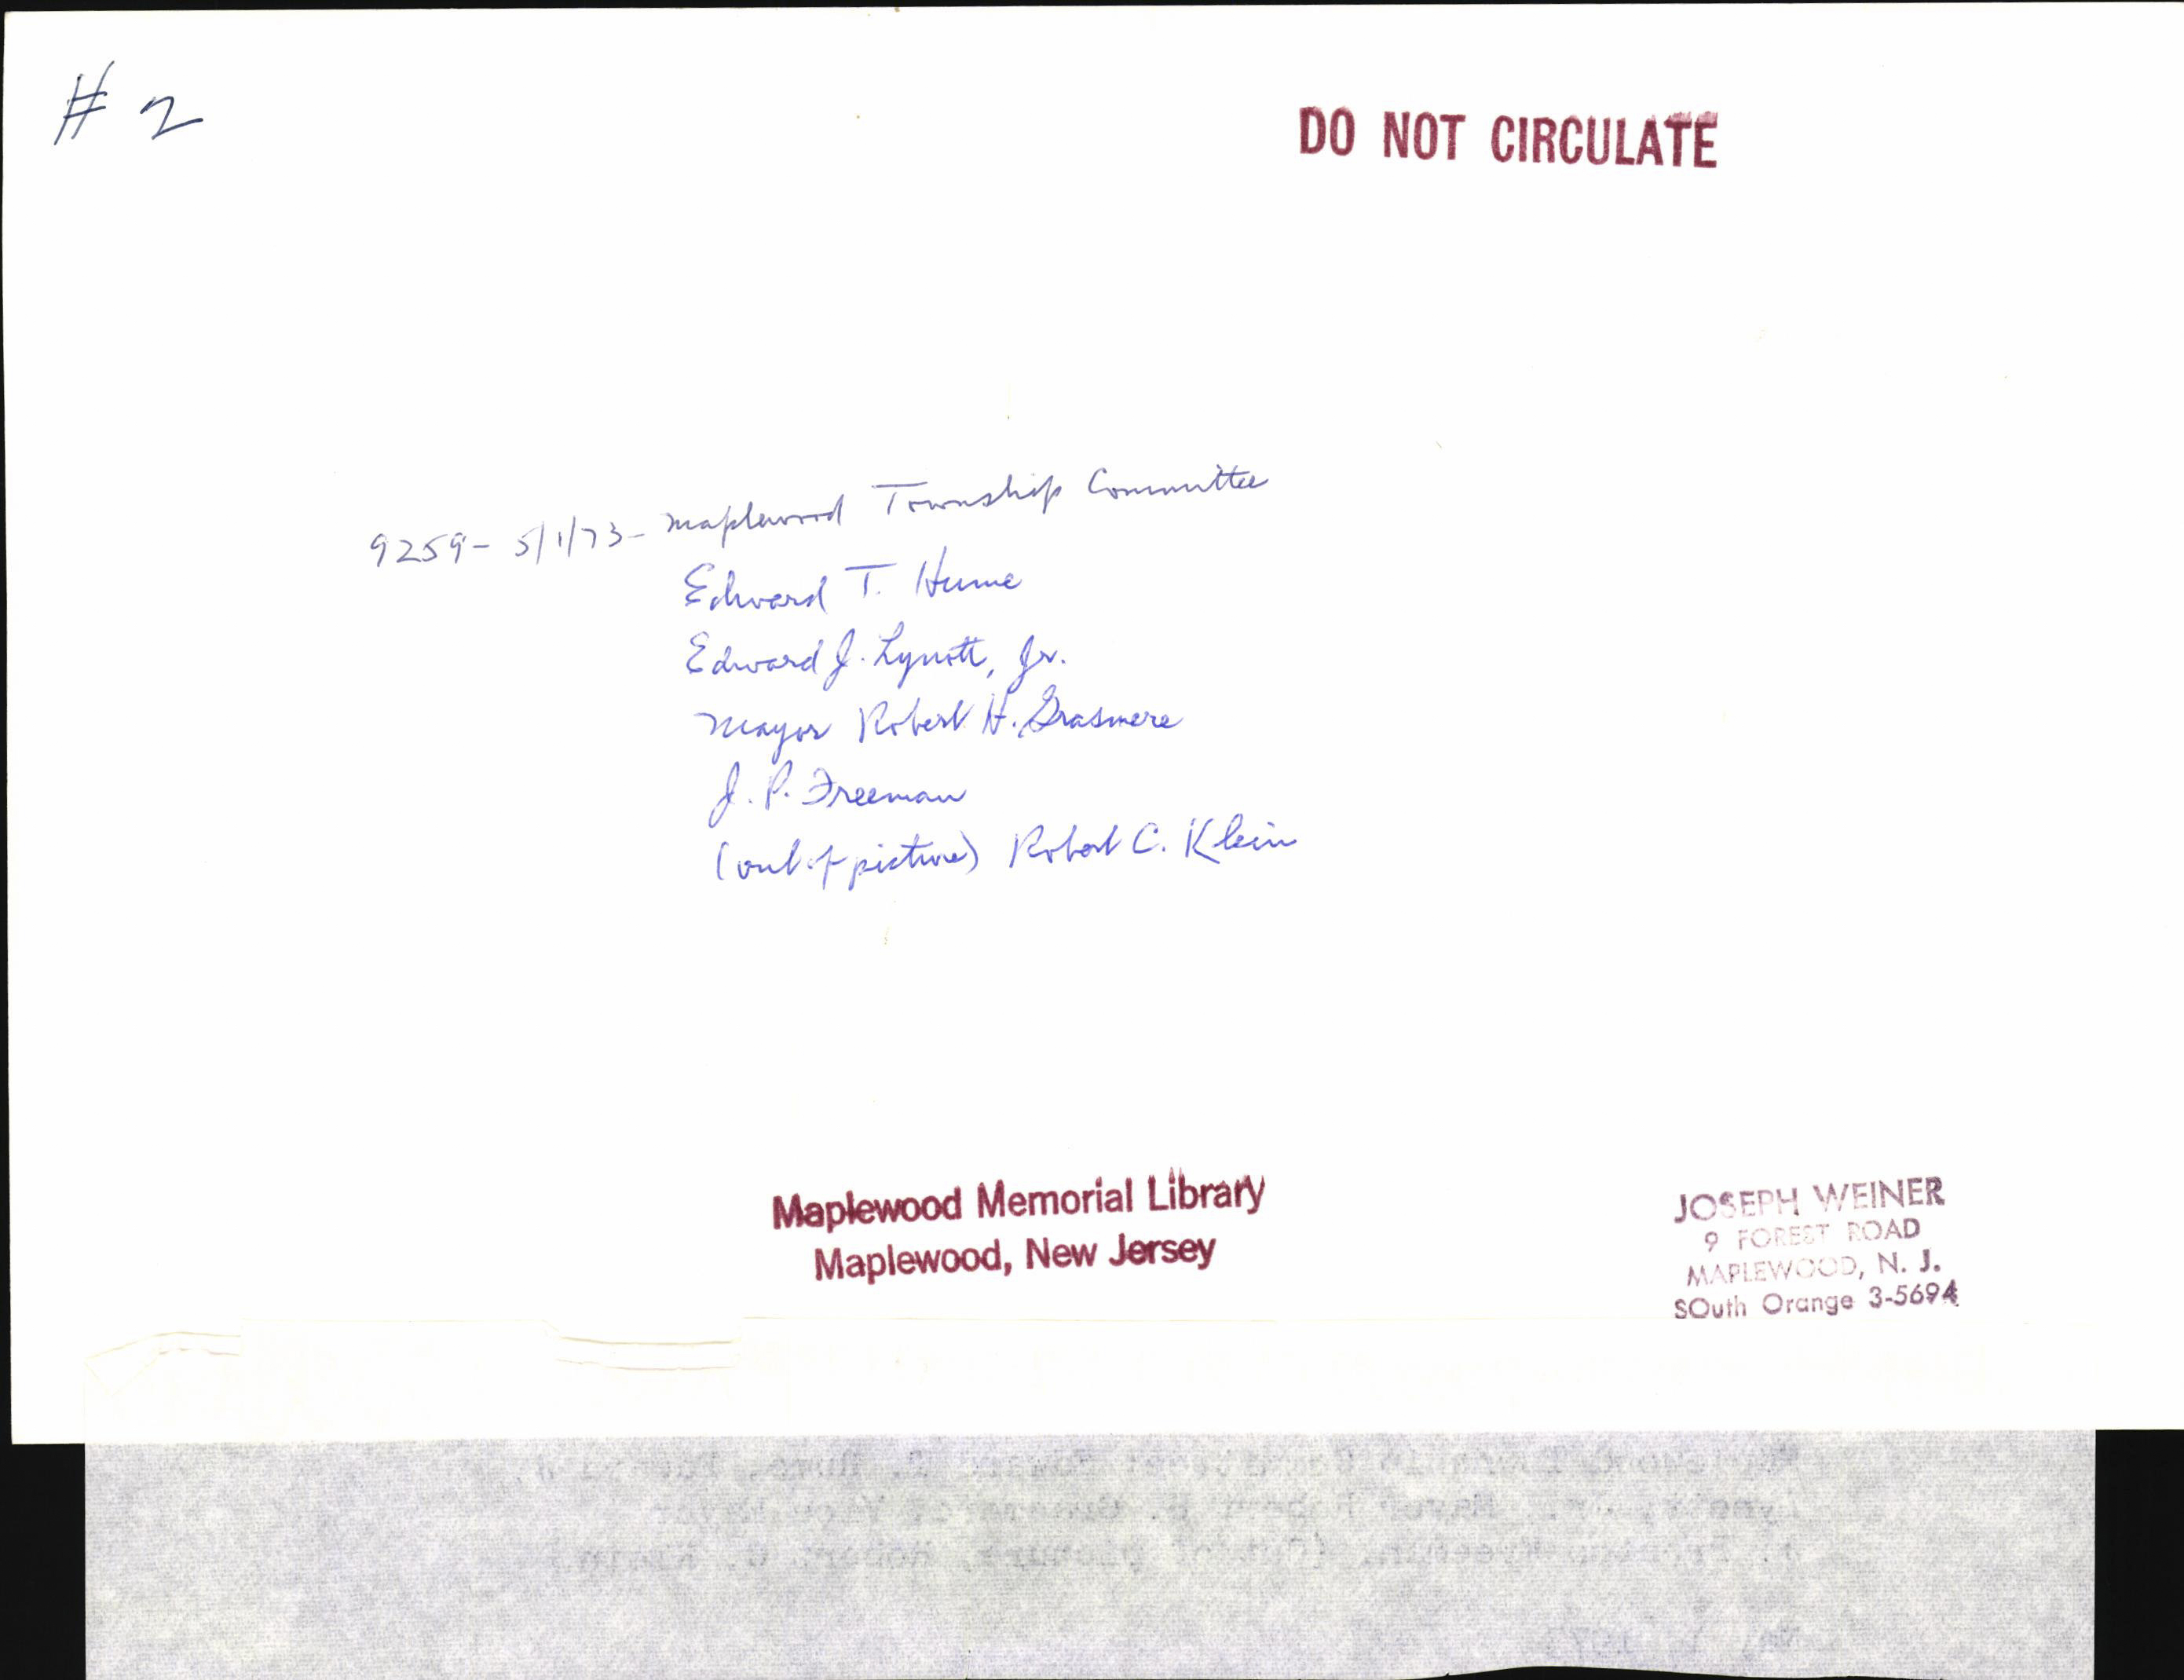 # 2
DO NOT CIRCULATE
9259- 5/1/73- Maplewood Township Committee
Edward T. Hume
Edward J. Lynott, Jr.
Mayor Robert H. Grasmere
J. P. Freeman
(out of picture) Robert C. Klein
Maplewood Memorial Library
Maplewood, New Jersey
JOSEPH WEINER
9 FOREST ROAD
MAPLEWOOD, N. J.
SOuth Orange 3-5694